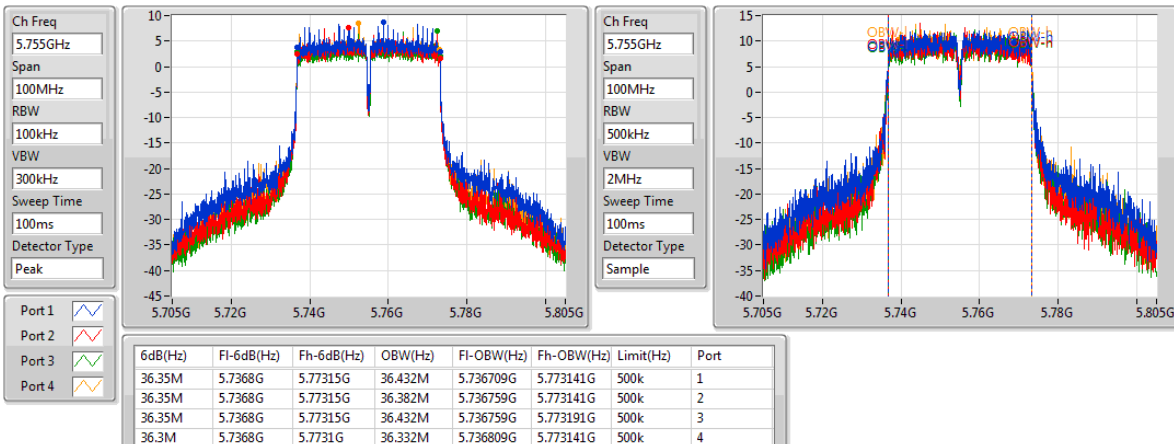 Ch Freq
5.755GHz
Span
100MHz
RBW
100kHz
VBW
300kHz
Sweep Time
100ms
Detector Type
Peak
10
5
0
-5
-10
-15
-20
-25
-30
-35
-40
-45
5.705G 5.72G 5.74G 5.76G 5.78G 5.805G
Ch Freq
5.755GHz
Span
100MHz
RBW
500kHz
VBW
2MHz
Sweep Time
100ms
Detector Type
Sample
15
10
5
0
-5
-10
-15
-20
-25
-30
-35
-40
5.705G 5.72G 5.74G 5.76G 5.78G 5.805G
Port 1
Port 2
Port 3
Port 4
6dB(Hz) Fl-6dB(Hz) Fh-6dB(Hz) OBW(Hz) Fl-OBW(Hz) Fh-OBW(Hz) Limit(Hz) Port
36.35M 5.7368G 5.77315G 36.432M 5.736709G 5.773141G 500k 1
36.35M 5.7368G 5.77315G 36.382M 5.736759G 5.773141G 500k 2
36.35M 5.7368G 5.77315G 36.432M 5.736759G 5.773191G 500k 3
36.3M 5.7368G 5.7731G 36.332M 5.736809G 5.773141G 500k 4